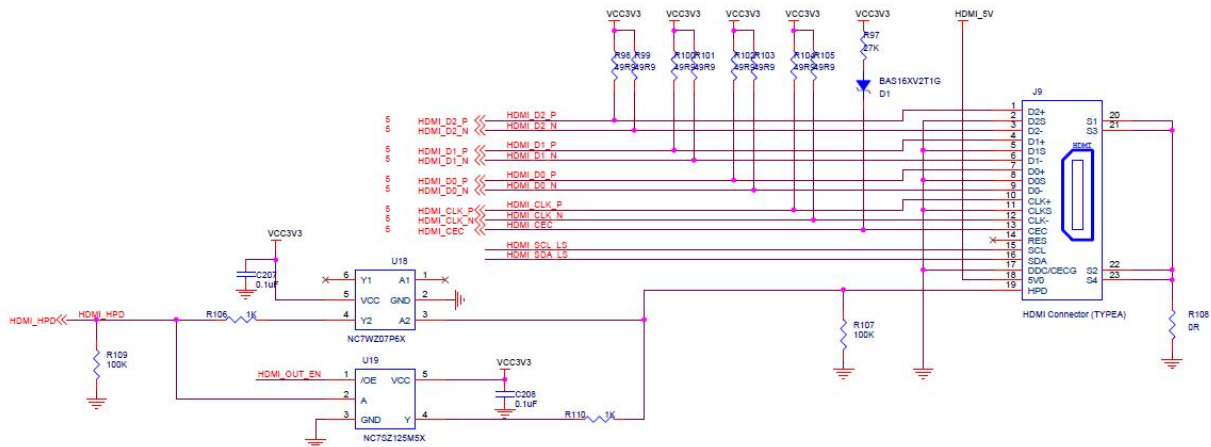 VCC3V3 VCC3V3 VCC3V3 VCC3V3 VCC3V3 HDMI_5V
R97
27K
R98 R99 R100 R101 R102 R103 R104 R105
49R9 49R9 49R9 49R9 49R9 49R9 49R9 49R9
BAS16XV2T1G
D1
J9
5 HDMI_D2_P HDMI_D2_P 1 D2+ S1 20
2 D2S S3 21
5 HDMI_D2_N HDMI_D2_N 3 D2-
4 D1+
5 HDMI_D1_P HDMI_D1_P 5 D1S HDMI
5 HDMI_D1_N HDMI_D1_N 6 D1-
7 D0+
5 HDMI_D0_P HDMI_D0_P 8 D0S
5 HDMI_D0_N HDMI_D0_N 9 D0-
10 CLK+
5 HDMI_CLK_P HDMI_CLK_P 11 CLKS
5 HDMI_CLK_N HDMI_CLK_N 12 CLK-
5 HDMI_CEC HDMI_CEC 13 CEC
14 RES
HDMI_SCL_LS 15 SCL
HDMI_SDA_LS 16 SDA
17 DDC/CECG S2 22
18 5V0 S4 23
19 HPD
HDMI Connector (TYPEA)
VCC3V3
U18
C207
0.1uF
6 Y1 A1 1
5 VCC GND 2
4 Y2 A2 3
NC7WZ07P6X
HDMI_HPD HDMI_HPD
R106 1K
R107
100K
R108
0R
R109
100K
U19
VCC3V3
HDMI_OUT_EN 1 /OE VCC 5
2 A
3 GND Y 4
NC7SZ125M5X
0.1uF
R110 1K